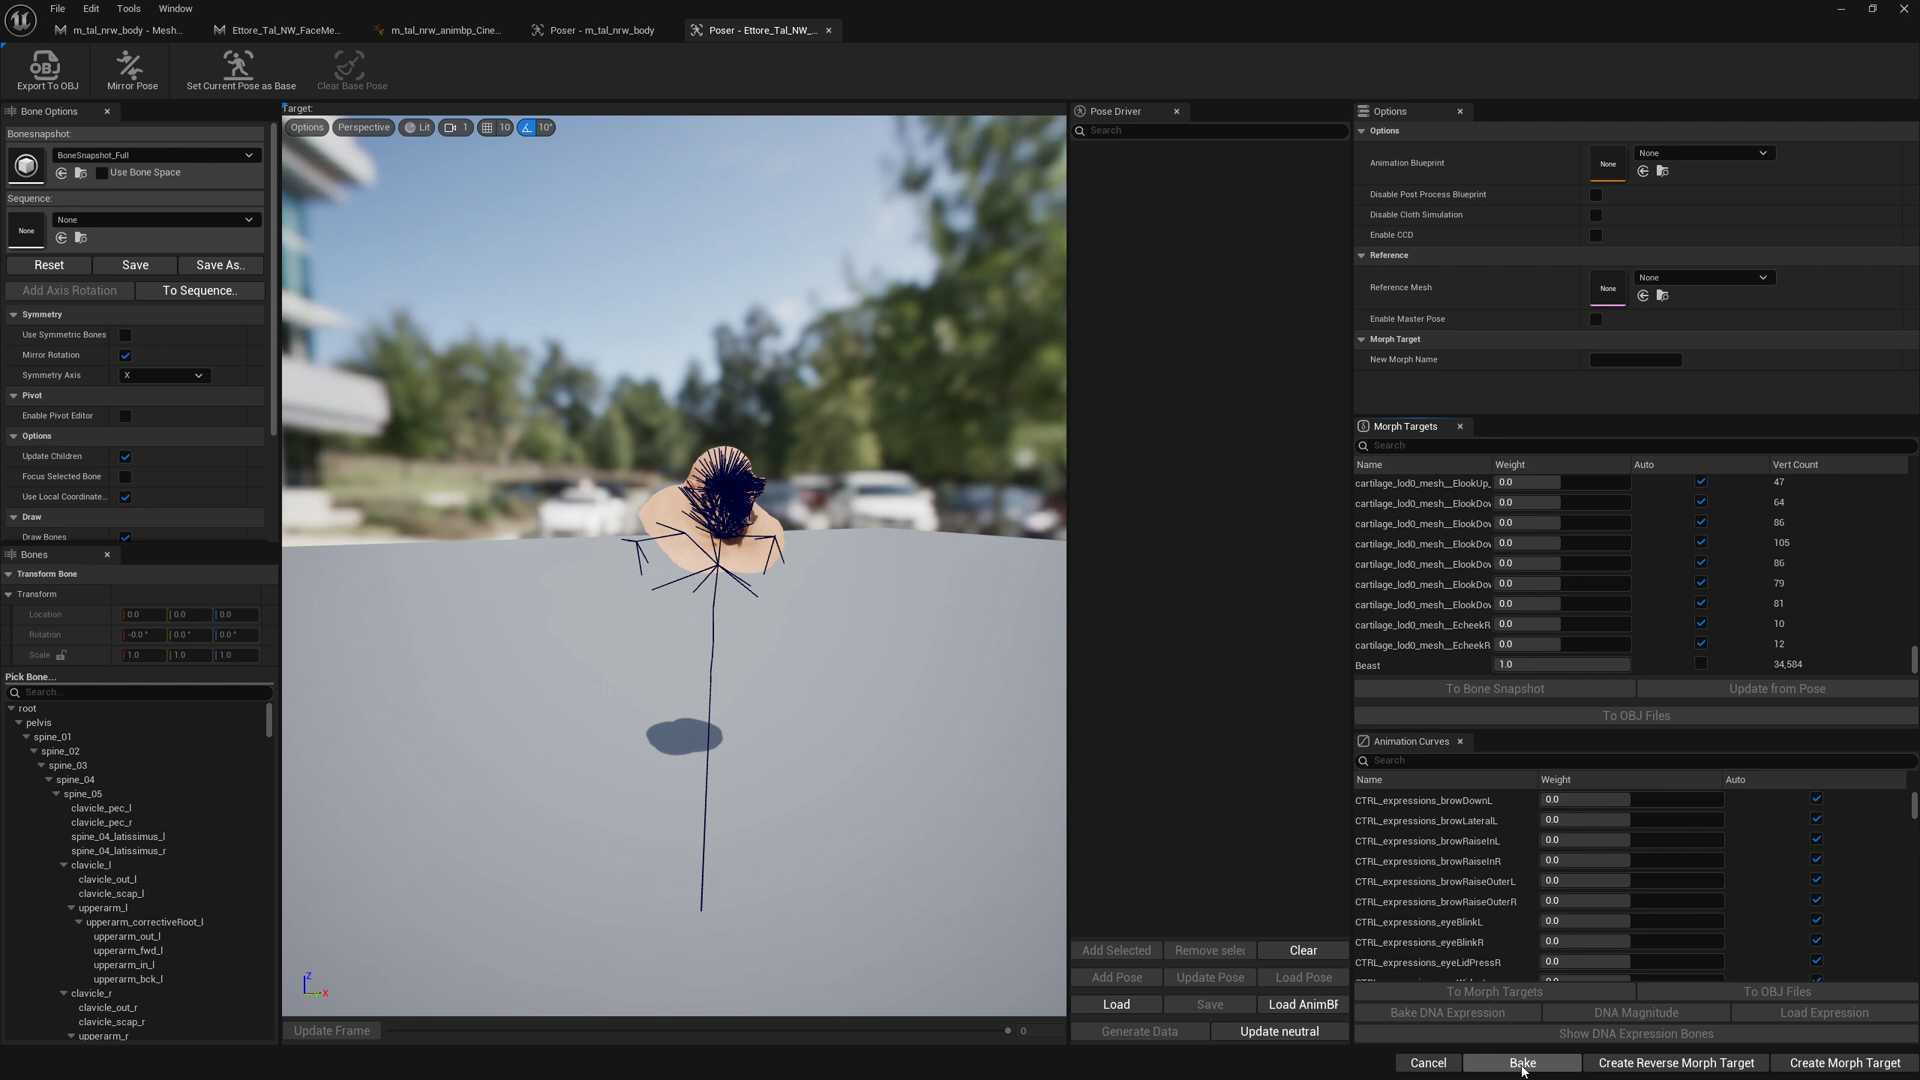 File Edit Tools Window
m_tal_nrw_body - Mesh...
Ettore_Tal_NW_FaceMe...
m_tal_nrw_animbp_Cine...
Poser - m_tal_nrw_body
Poser - Ettore_Tal_NW_...
Export To OBJ
Mirror Pose
Set Current Pose as Base
Clear Base Pose
Bone Options
Bonesnapshot:
BoneSnapshot_Full
Use Bone Space
Sequence:
None
None
Reset Save Save As..
Add Axis Rotation To Sequence..
Symmetry
Use Symmetric Bones
Mirror Rotation
Symmetry Axis X
Pivot
Enable Pivot Editor
Options
Update Children
Focus Selected Bone
Use Local Coordinate...
Draw
Draw Bones
Bones
Transform Bone
Transform
Location 0.0 0.0 0.0
Rotation -0.0 ° 0.0 ° 0.0 °
Scale 1.0 1.0 1.0
Pick Bone...
Search...
root
pelvis
spine_01
spine_02
spine_03
spine_04
spine_05
clavicle_pec_l
clavicle_pec_r
spine_04_latissimus_l
spine_04_latissimus_r
clavicle_l
clavicle_out_l
clavicle_scap_l
upperarm_l
upperarm_correctiveRoot_l
upperarm_out_l
upperarm_fwd_l
upperarm_in_l
upperarm_bck_l
clavicle_r
clavicle_out_r
clavicle_scap_r
upperarm_r
Target:
Options Perspective Lit 1 10 10°
Z
X
Update Frame 0
Pose Driver
Search
Add Selected Remove selec Clear
Add Pose Update Pose Load Pose
Load Save Load AnimBF
Generate Data Update neutral
Options
Options
Animation Blueprint None None
Disable Post Process Blueprint
Disable Cloth Simulation
Enable CCD
Reference
Reference Mesh None None
Enable Master Pose
Morph Target
New Morph Name
Morph Targets
Search
Name Weight Auto Vert Count
cartilage_lod0_mesh__ElookUp_ 0.0 47
cartilage_lod0_mesh__ElookDov 0.0 64
cartilage_lod0_mesh__ElookDov 0.0 86
cartilage_lod0_mesh__ElookDov 0.0 105
cartilage_lod0_mesh__ElookDov 0.0 86
cartilage_lod0_mesh__ElookDov 0.0 79
cartilage_lod0_mesh__ElookDov 0.0 81
cartilage_lod0_mesh__EcheekR 0.0 10
cartilage_lod0_mesh__EcheekR 0.0 12
Beast 1.0 34,584
To Bone Snapshot Update from Pose
To OBJ Files
Animation Curves
Search
Name Weight Auto
CTRL_expressions_browDownL 0.0
CTRL_expressions_browLateralL 0.0
CTRL_expressions_browRaiseInL 0.0
CTRL_expressions_browRaiseInR 0.0
CTRL_expressions_browRaiseOuterL 0.0
CTRL_expressions_browRaiseOuterR 0.0
CTRL_expressions_eyeBlinkL 0.0
CTRL_expressions_eyeBlinkR 0.0
CTRL_expressions_eyeLidPressR 0.0
To Morph Targets To OBJ Files
Bake DNA Expression DNA Magnitude Load Expression
Show DNA Expression Bones
Cancel Bake Create Reverse Morph Target Create Morph Target